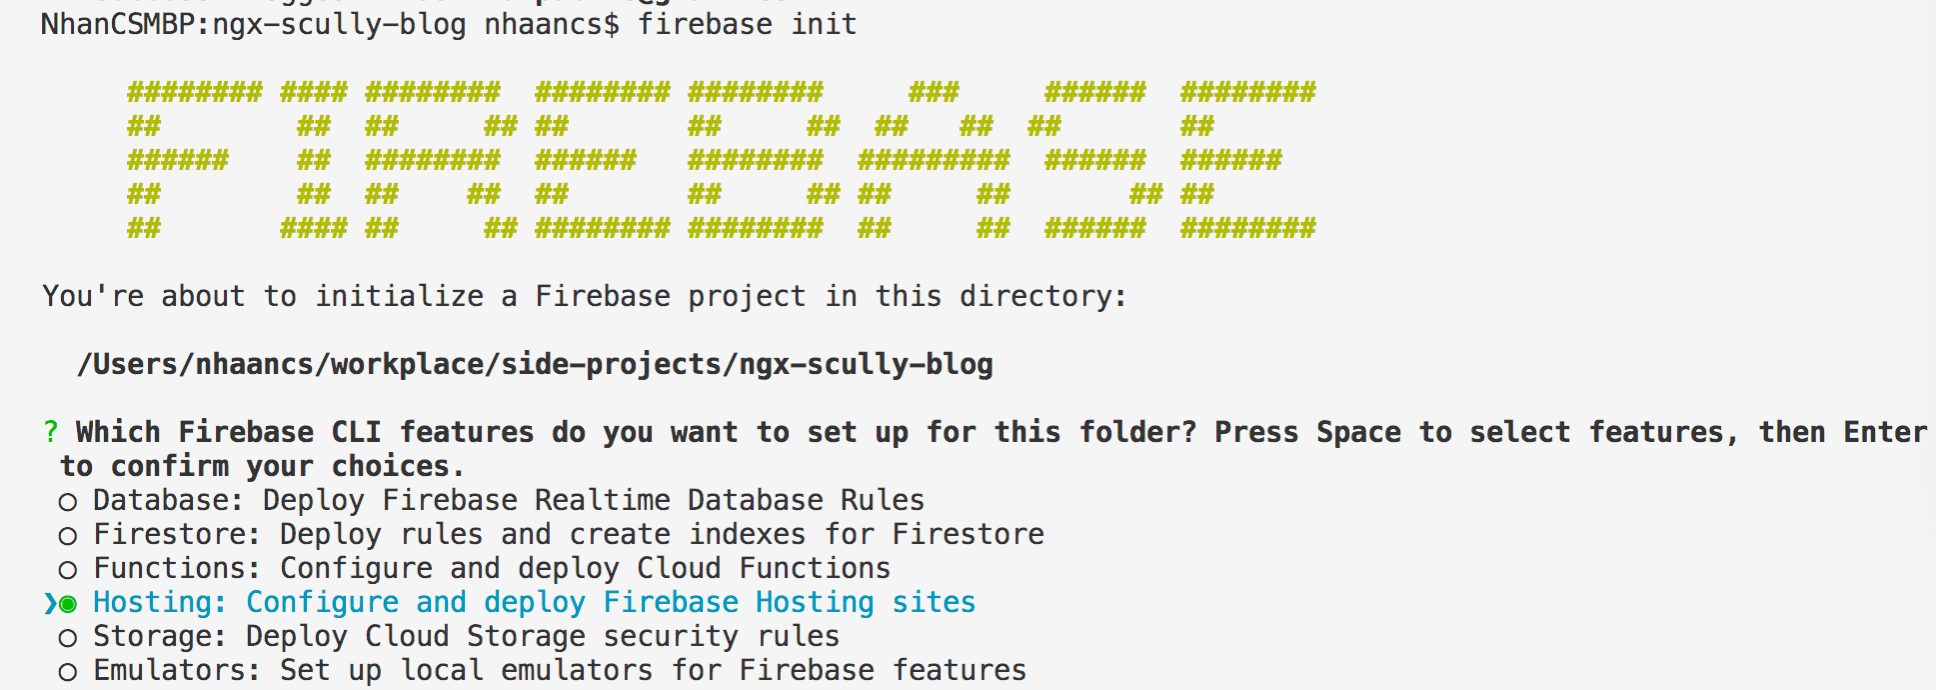 NhanCSMBP:ngx-scully-blog nhaancs$ firebase init
######## #### ########  ######## ########     ###     ######  ########
##        ##  ##     ## ##       ##     ##  ##   ##  ##       ##
######    ##  ########  ######   ########  #########  ######  ######
##        ##  ##    ##  ##       ##     ## ##     ##       ## ##
##       #### ##     ## ######## ########  ##     ##  ######  ########
You're about to initialize a Firebase project in this directory:
/Users/nhaancs/workplace/side-projects/ngx-scully-blog
? Which Firebase CLI features do you want to set up for this folder? Press Space to select features, then Enter
to confirm your choices.
◯ Database: Deploy Firebase Realtime Database Rules
◯ Firestore: Deploy rules and create indexes for Firestore
◯ Functions: Configure and deploy Cloud Functions
❯◉ Hosting: Configure and deploy Firebase Hosting sites
◯ Storage: Deploy Cloud Storage security rules
◯ Emulators: Set up local emulators for Firebase features